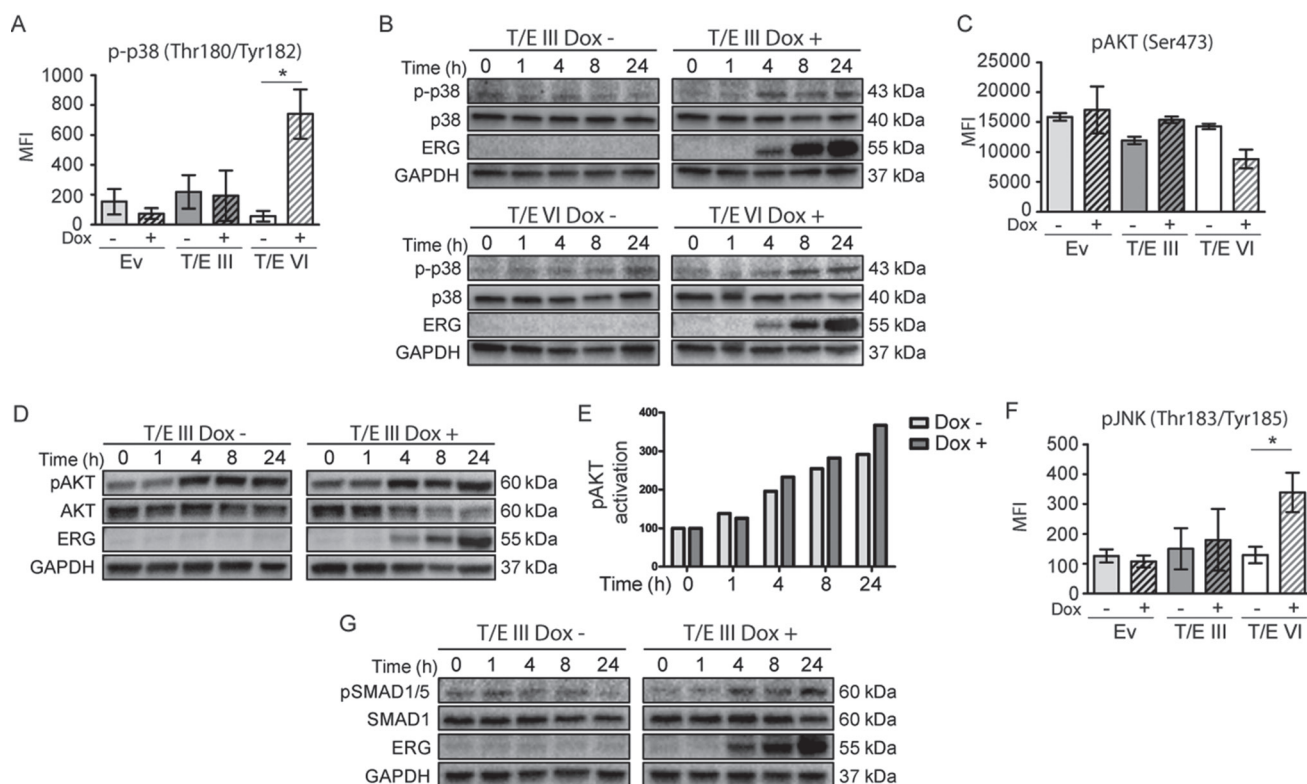 A
p-p38 (Thr180/Tyr182)
MFI
1000
800
600
400
200
0
*
Dox - + - + - +
Ev T/E III T/E VI
B
T/E III Dox - T/E III Dox +
Time (h) 0 1 4 8 24 0 1 4 8 24
p-p38 43 kDa
p38 40 kDa
ERG 55 kDa
GAPDH 37 kDa
T/E VI Dox - T/E VI Dox +
Time (h) 0 1 4 8 24 0 1 4 8 24
p-p38 43 kDa
p38 40 kDa
ERG 55 kDa
GAPDH 37 kDa
C
pAKT (Ser473)
MFI
20000
15000
10000
5000
0
Dox - + - + - +
Ev T/E III T/E VI
D
T/E III Dox - T/E III Dox +
Time (h) 0 1 4 8 24 0 1 4 8 24
pAKT 60 kDa
AKT 60 kDa
ERG 55 kDa
GAPDH 37 kDa
E
pAKT
activation
400
300
200
100
0
Time (h) 0 1 4 8 24
Dox -
Dox +
F
pJNK (Thr183/Tyr185)
MFI
500
400
300
200
100
0
*
Dox - + - + - +
Ev T/E III T/E VI
G
T/E III Dox - T/E III Dox +
Time (h) 0 1 4 8 24 0 1 4 8 24
pSMAD1/5 60 kDa
SMAD1 60 kDa
ERG 55 kDa
GAPDH 37 kDa